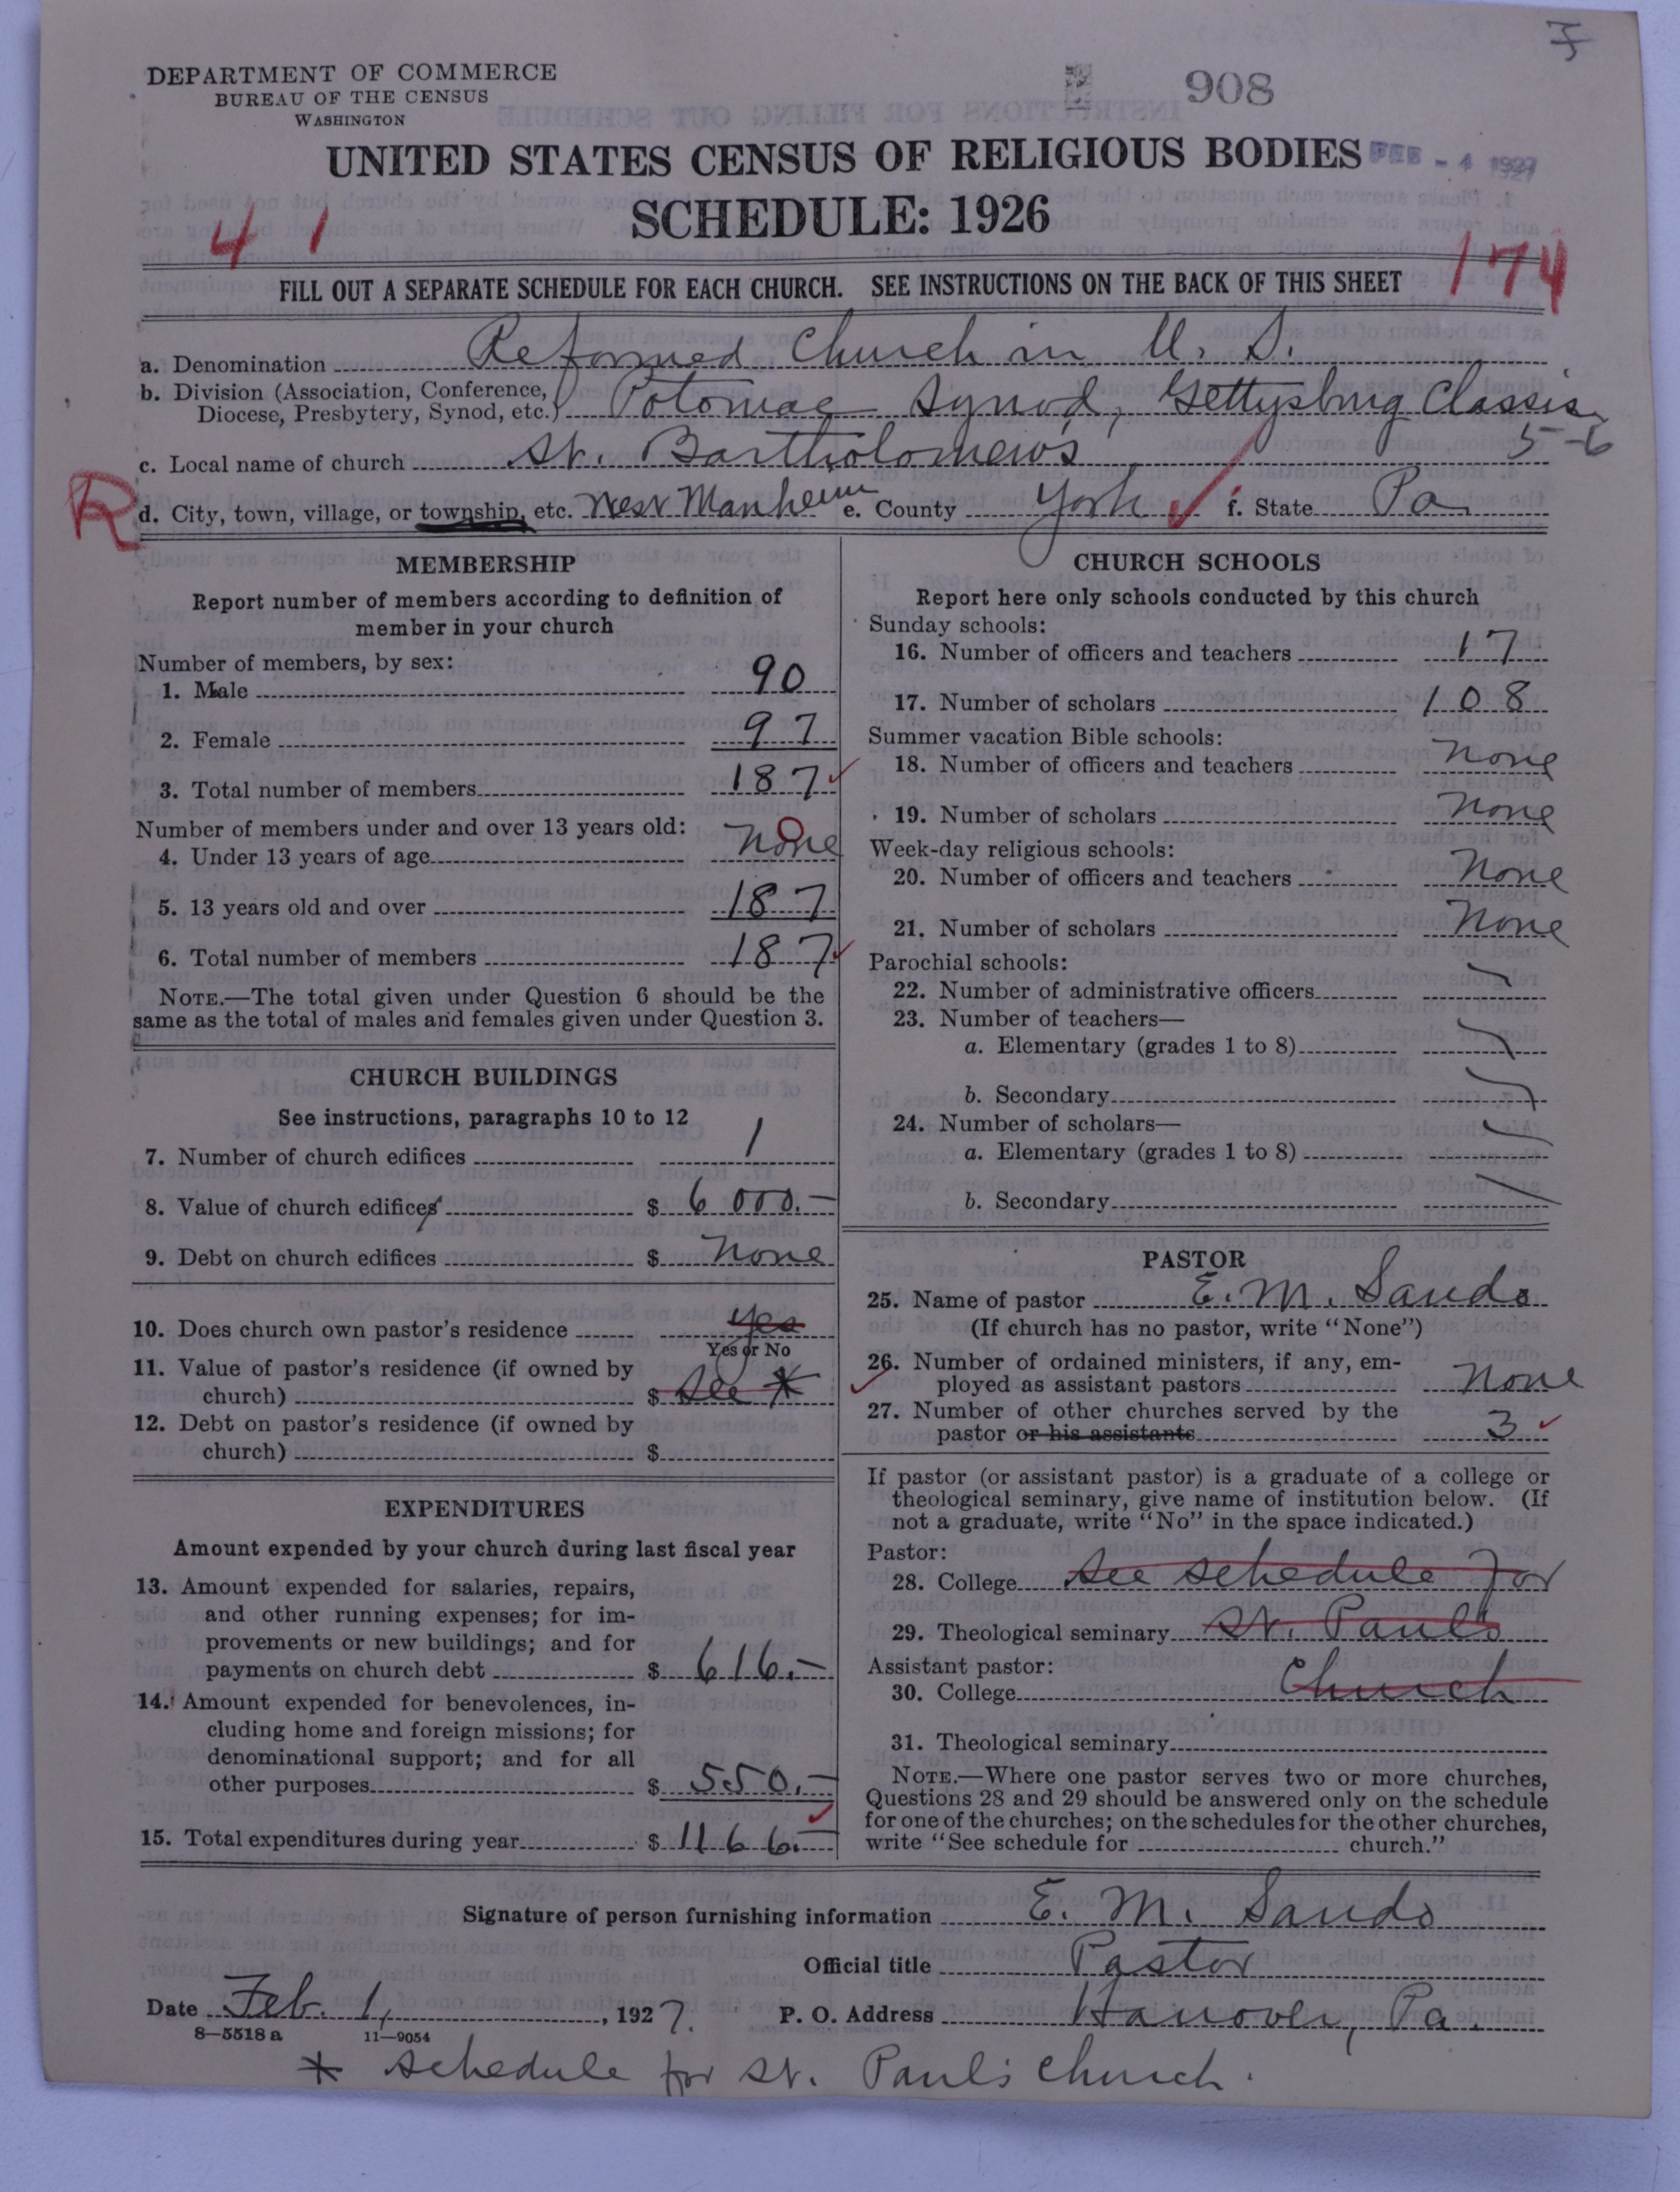 DEPARTMENT OF COMMERCE
BUREAU OF THE CENSUS
WASHINGTON
908
UNITED STATES CENSUS OF RELIGIOUS BODIES
FEB - 4 1927
SCHEDULE: 1926
4 1
174
FILL OUT A SEPARATE SCHEDULE FOR EACH CHURCH. SEE INSTRUCTIONS ON THE BACK OF THIS SHEET
a. Denomination Reformed Church in U. S.
b. Division (Association, Conference, Diocese, Presbytery, Synod, etc.) Potomac Synod, Gettysburg Classis
5-6
c. Local name of church St. Bartholomews
R
d. City, town, village, or township, etc. West Manheim e. County York f. State Pa.
MEMBERSHIP
Report number of members according to definition of
member in your church
Number of members, by sex:
1. Male 90
2. Female 97
3. Total number of members 187
Number of members under and over 13 years old:
4. Under 13 years of age None
5. 13 years old and over 187
6. Total number of members 187
NOTE.—The total given under Question 6 should be the
same as the total of males and females given under Question 3.
CHURCH BUILDINGS
See instructions, paragraphs 10 to 12
7. Number of church edifices 1
8. Value of church edifices $ 6000.—
9. Debt on church edifices $ None
10. Does church own pastor's residence yes
Yes or No
11. Value of pastor's residence (if owned by
church) $ See *
12. Debt on pastor's residence (if owned by
church) $
EXPENDITURES
Amount expended by your church during last fiscal year
13. Amount expended for salaries, repairs,
and other running expenses; for im-
provements or new buildings; and for
payments on church debt $ 616.—
14. Amount expended for benevolences, in-
cluding home and foreign missions; for
denominational support; and for all
other purposes $ 550.—
15. Total expenditures during year $ 1166.—
CHURCH SCHOOLS
Report here only schools conducted by this church
Sunday schools:
16. Number of officers and teachers 17
17. Number of scholars 108
Summer vacation Bible schools:
18. Number of officers and teachers None
19. Number of scholars None
Week-day religious schools:
20. Number of officers and teachers None
21. Number of scholars None
Parochial schools:
22. Number of administrative officers
23. Number of teachers—
a. Elementary (grades 1 to 8)
b. Secondary
24. Number of scholars—
a. Elementary (grades 1 to 8)
b. Secondary
PASTOR
25. Name of pastor E. M. Sando
(If church has no pastor, write "None")
26. Number of ordained ministers, if any, em-
ployed as assistant pastors None
27. Number of other churches served by the
pastor or his assistants 3
If pastor (or assistant pastor) is a graduate of a college or
theological seminary, give name of institution below. (If
not a graduate, write "No" in the space indicated.)
Pastor:
28. College See schedule for
29. Theological seminary St. Paul's
Assistant pastor:
30. College Church
31. Theological seminary
NOTE.—Where one pastor serves two or more churches,
Questions 28 and 29 should be answered only on the schedule
for one of the churches; on the schedules for the other churches,
write "See schedule for church."
Signature of person furnishing information E. M. Sando
Official title Pastor
Date Feb. 1, 1927. P. O. Address Hanover, Pa.
8—5518 a 11—9054
* Schedule for St. Paul's Church.